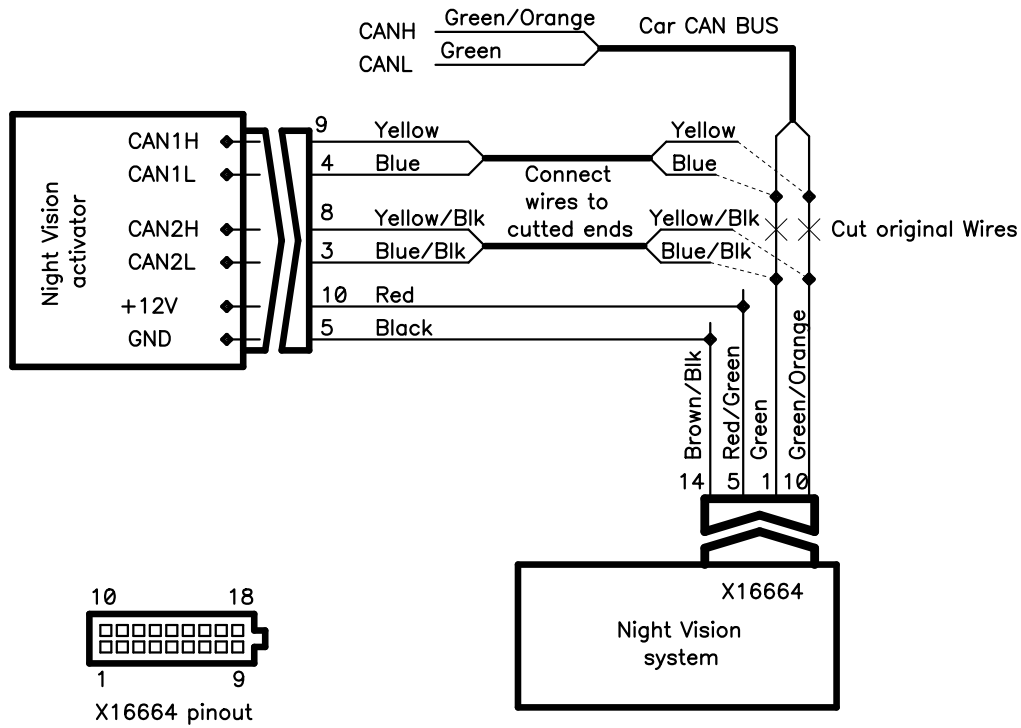 Green/Orange
Car CAN BUS
CANH
Green
CANL
9
Yellow
Yellow
CAN1H
4
Blue
Blue
CAN1L
Connect
wires to
cutted ends
8
Yellow/Blk
Yellow/Blk
CAN2H
Cut original Wires
3
Blue/Blk
Blue/Blk
CAN2L
Night Vision
activator
10
Red
+12V
5
Black
GND
Brown/Blk
Red/Green
Green
Green/Orange
14
5
1
10
X16664
Night Vision
system
10
18
1
9
X16664 pinout